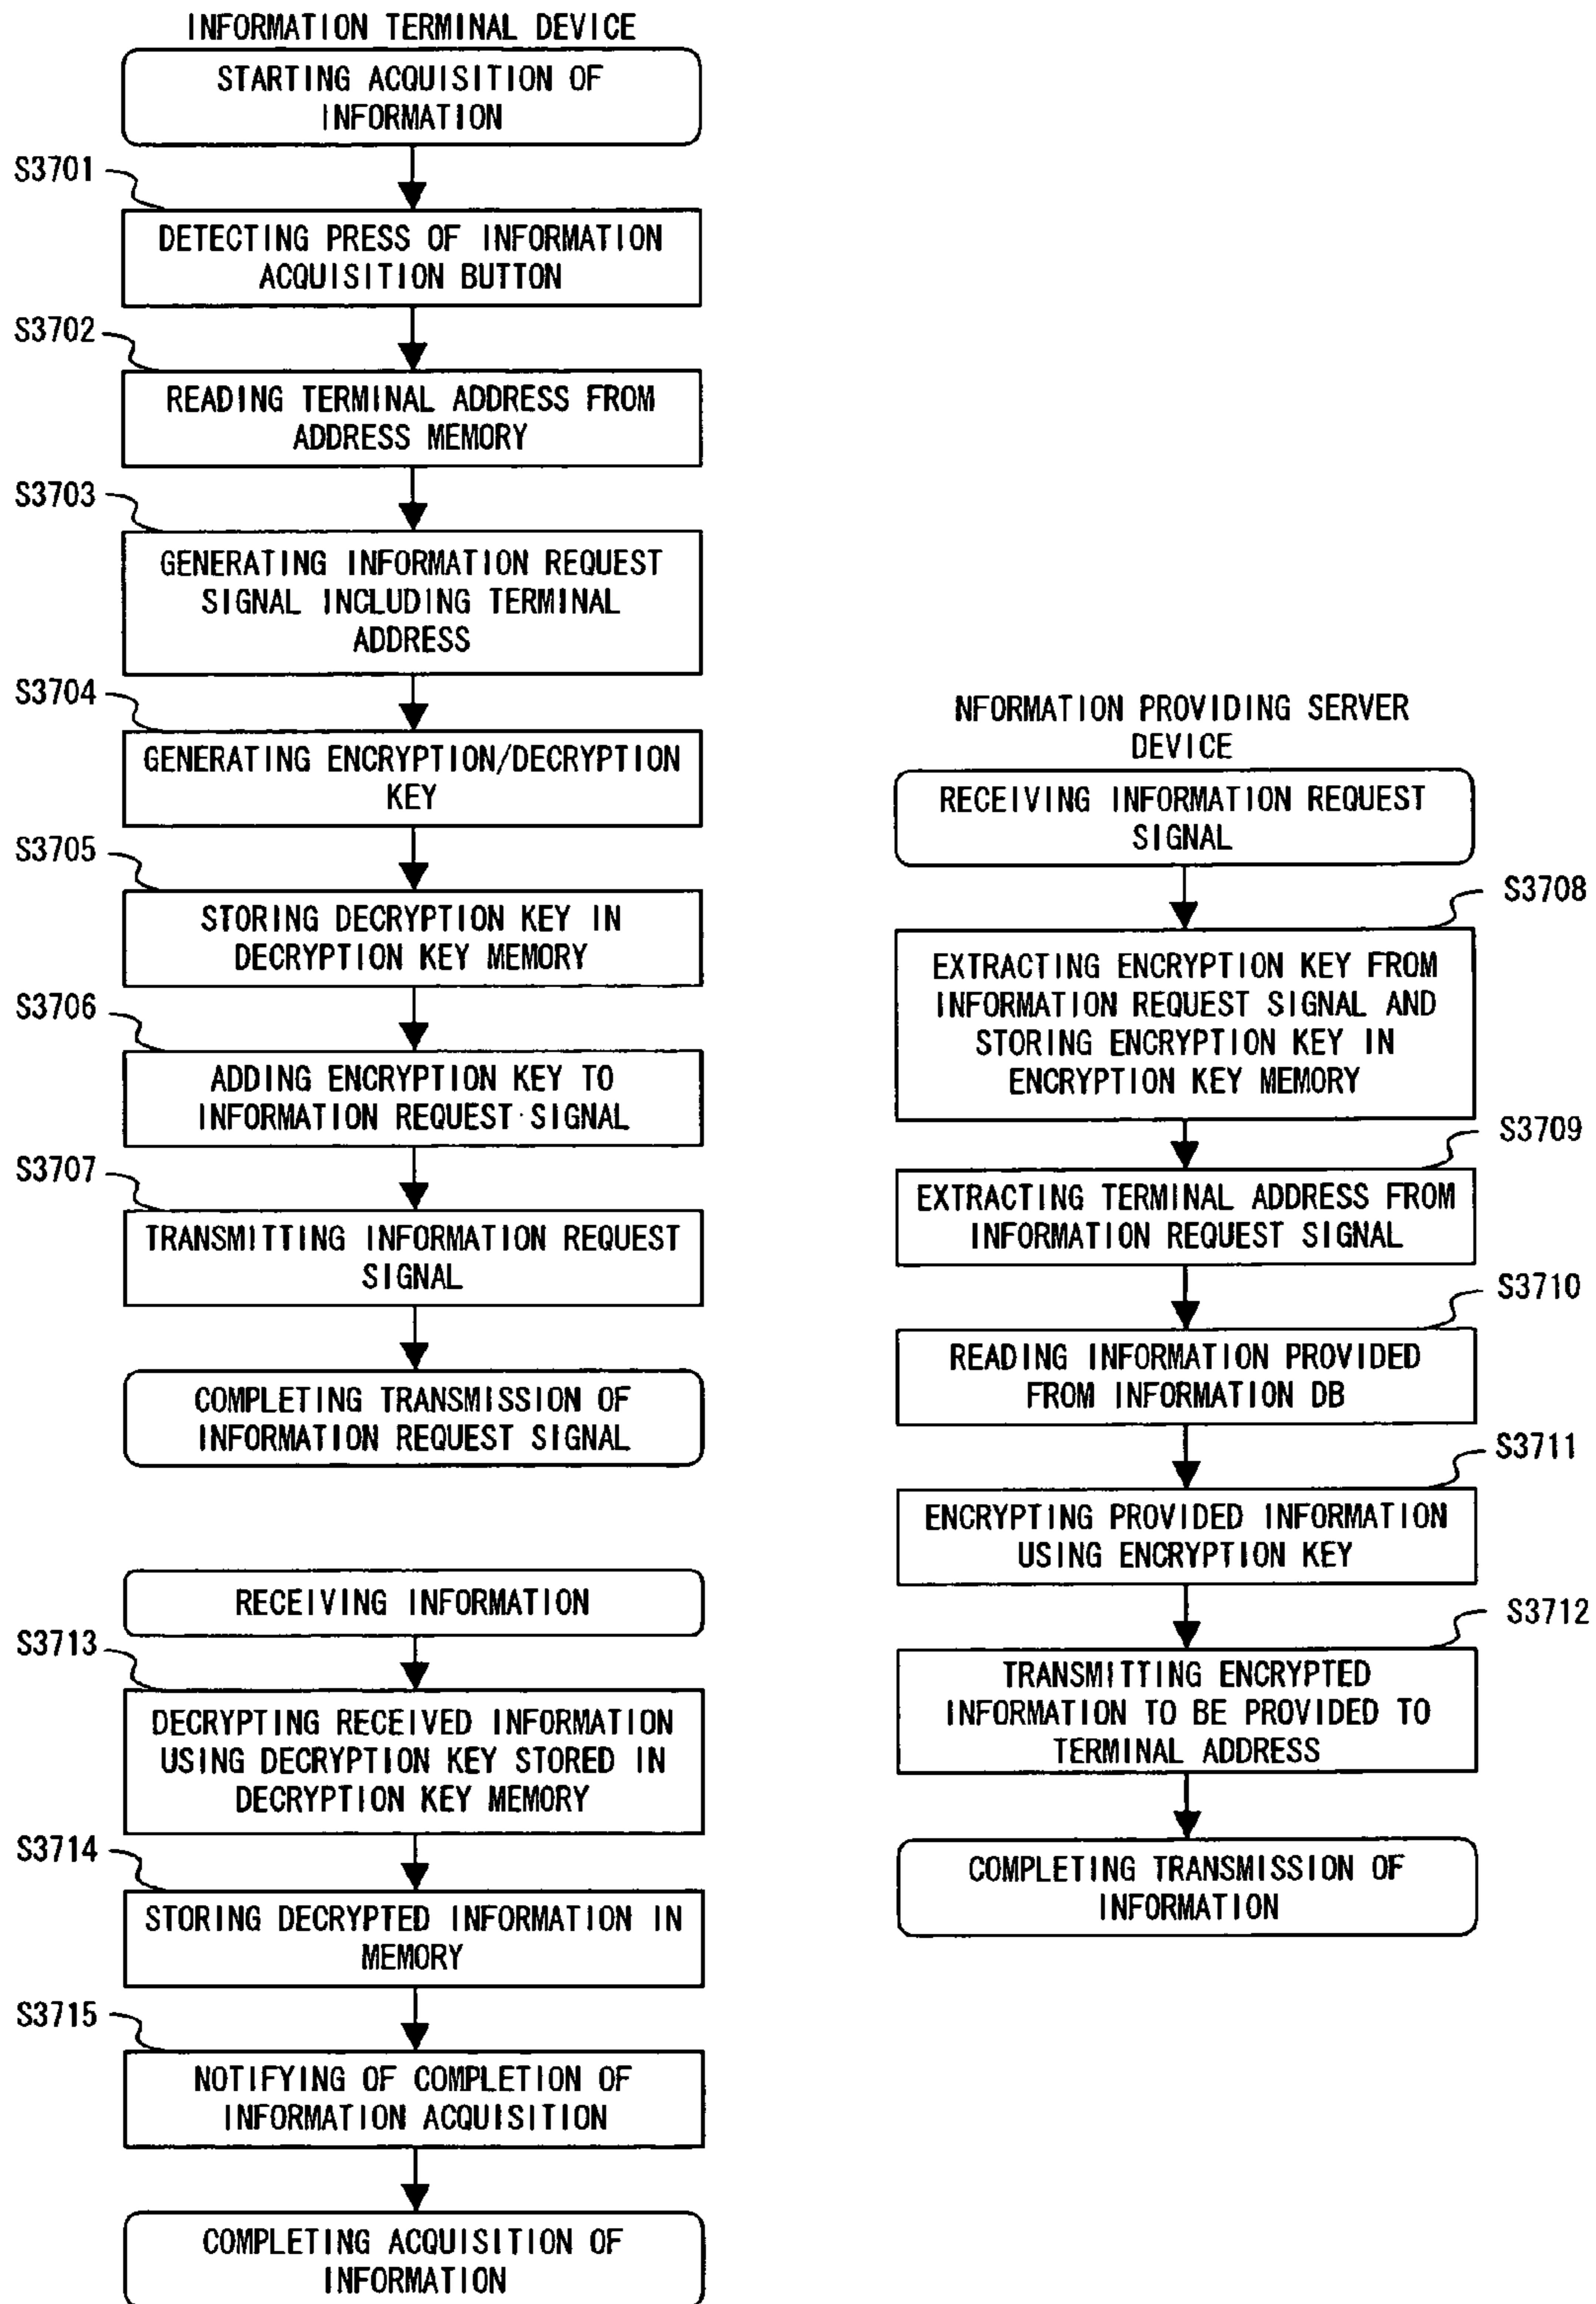 INFORMATION TERMINAL DEVICE
STARTING ACQUISITION OF
INFORMATION
S3701
DETECTING PRESS OF INFORMATION
ACQUISITION BUTTON
S3702
READING TERMINAL ADDRESS FROM
ADDRESS MEMORY
S3703
GENERATING INFORMATION REQUEST
SIGNAL INCLUDING TERMINAL
ADDRESS
S3704
GENERATING ENCRYPTION/DECRYPTION
KEY
S3705
STORING DECRYPTION KEY IN
DECRYPTION KEY MEMORY
S3706
ADDING ENCRYPTION KEY TO
INFORMATION REQUEST SIGNAL
S3707
TRANSMITTING INFORMATION REQUEST
SIGNAL
COMPLETING TRANSMISSION OF
INFORMATION REQUEST SIGNAL
NFORMATION PROVIDING SERVER
DEVICE
RECEIVING INFORMATION REQUEST
SIGNAL
S3708
EXTRACTING ENCRYPTION KEY FROM
INFORMATION REQUEST SIGNAL AND
STORING ENCRYPTION KEY IN
ENCRYPTION KEY MEMORY
S3709
EXTRACTING TERMINAL ADDRESS FROM
INFORMATION REQUEST SIGNAL
S3710
READING INFORMATION PROVIDED
FROM INFORMATION DB
S3711
ENCRYPTING PROVIDED INFORMATION
USING ENCRYPTION KEY
S3712
TRANSMITTING ENCRYPTED
INFORMATION TO BE PROVIDED TO
TERMINAL ADDRESS
COMPLETING TRANSMISSION OF
INFORMATION
RECEIVING INFORMATION
S3713
DECRYPTING RECEIVED INFORMATION
USING DECRYPTION KEY STORED IN
DECRYPTION KEY MEMORY
S3714
STORING DECRYPTED INFORMATION IN
MEMORY
S3715
NOTIFYING OF COMPLETION OF
INFORMATION ACQUISITION
COMPLETING ACQUISITION OF
INFORMATION